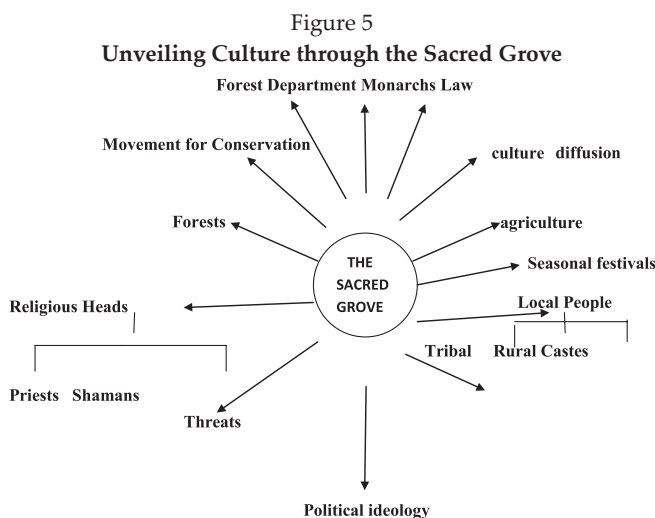 Figure 5
Unveiling Culture through the Sacred Grove
Forest Department Monarchs Law
Movement for Conservation
culture diffusion
Forests
agriculture
THE
SACRED
GROVE
Seasonal festivals
Religious Heads
Local People
Tribal Rural Castes
Priests Shamans
Threats
Political ideology